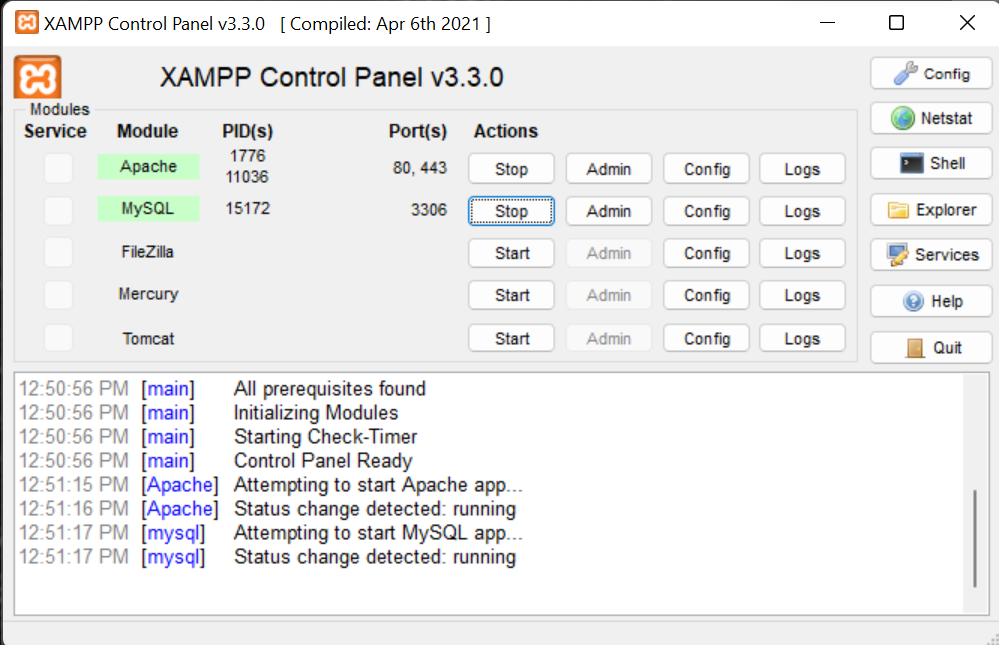 XAMPP Control Panel v3.3.0 [ Compiled: Apr 6th 2021 ]
XAMPP Control Panel v3.3.0
Config
Modules
Service Module PID(s) Port(s) Actions
Netstat
Apache 1776 11036 80, 443 Stop Admin Config Logs
Shell
MySQL 15172 3306 Stop Admin Config Logs
Explorer
FileZilla Start Admin Config Logs
Services
Mercury Start Admin Config Logs
Help
Tomcat Start Admin Config Logs
Quit
12:50:56 PM [main] All prerequisites found
12:50:56 PM [main] Initializing Modules
12:50:56 PM [main] Starting Check-Timer
12:50:56 PM [main] Control Panel Ready
12:51:15 PM [Apache] Attempting to start Apache app...
12:51:16 PM [Apache] Status change detected: running
12:51:17 PM [mysql] Attempting to start MySQL app...
12:51:17 PM [mysql] Status change detected: running